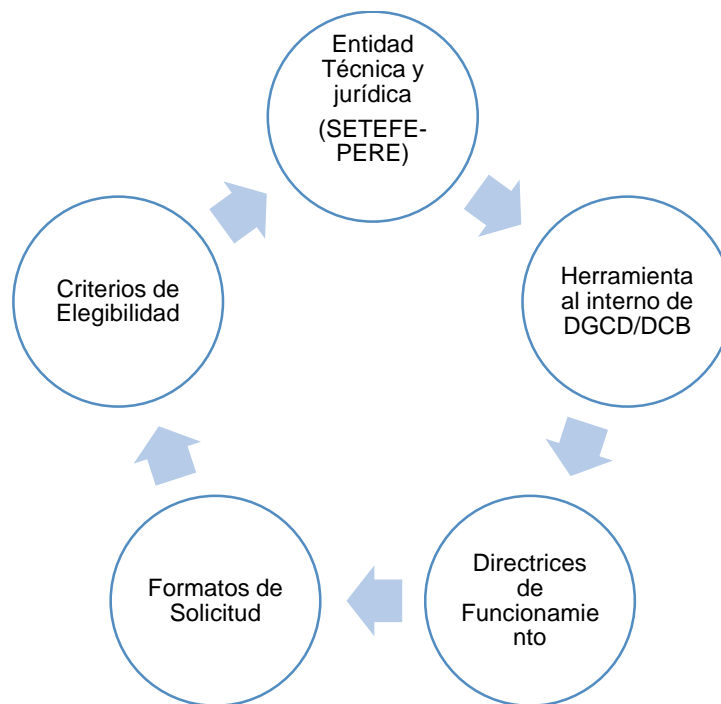 Entidad
Técnica y
jurídica
(SETEFE-
PERE)
Herramienta
al interno de
DGCD/DCB
Directrices
de
Funcionamie
nto
Formatos de
Solicitud
Criterios de
Elegibilidad